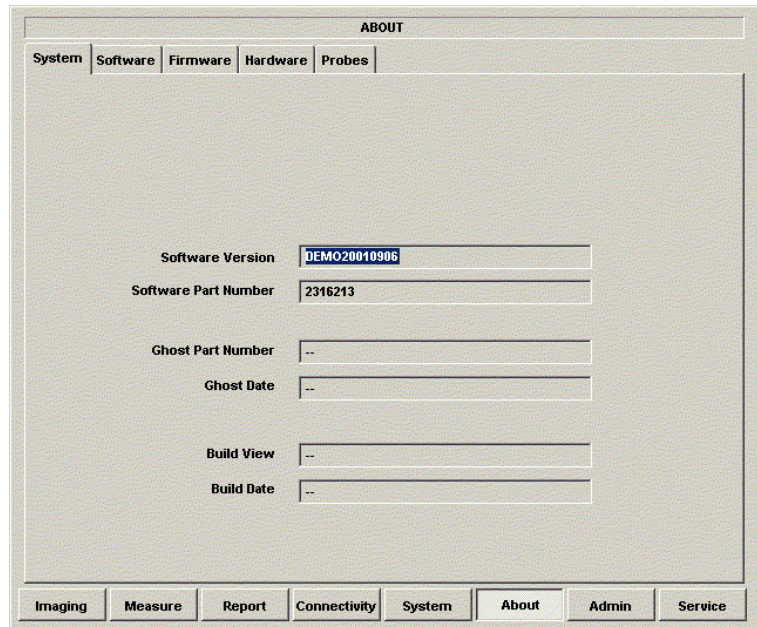 ABOUT
System Software Firmware Hardware Probes
Software Version DEMO20010906
Software Part Number 2316213
Ghost Part Number --
Ghost Date --
Build View --
Build Date --
Imaging Measure Report Connectivity System About Admin Service